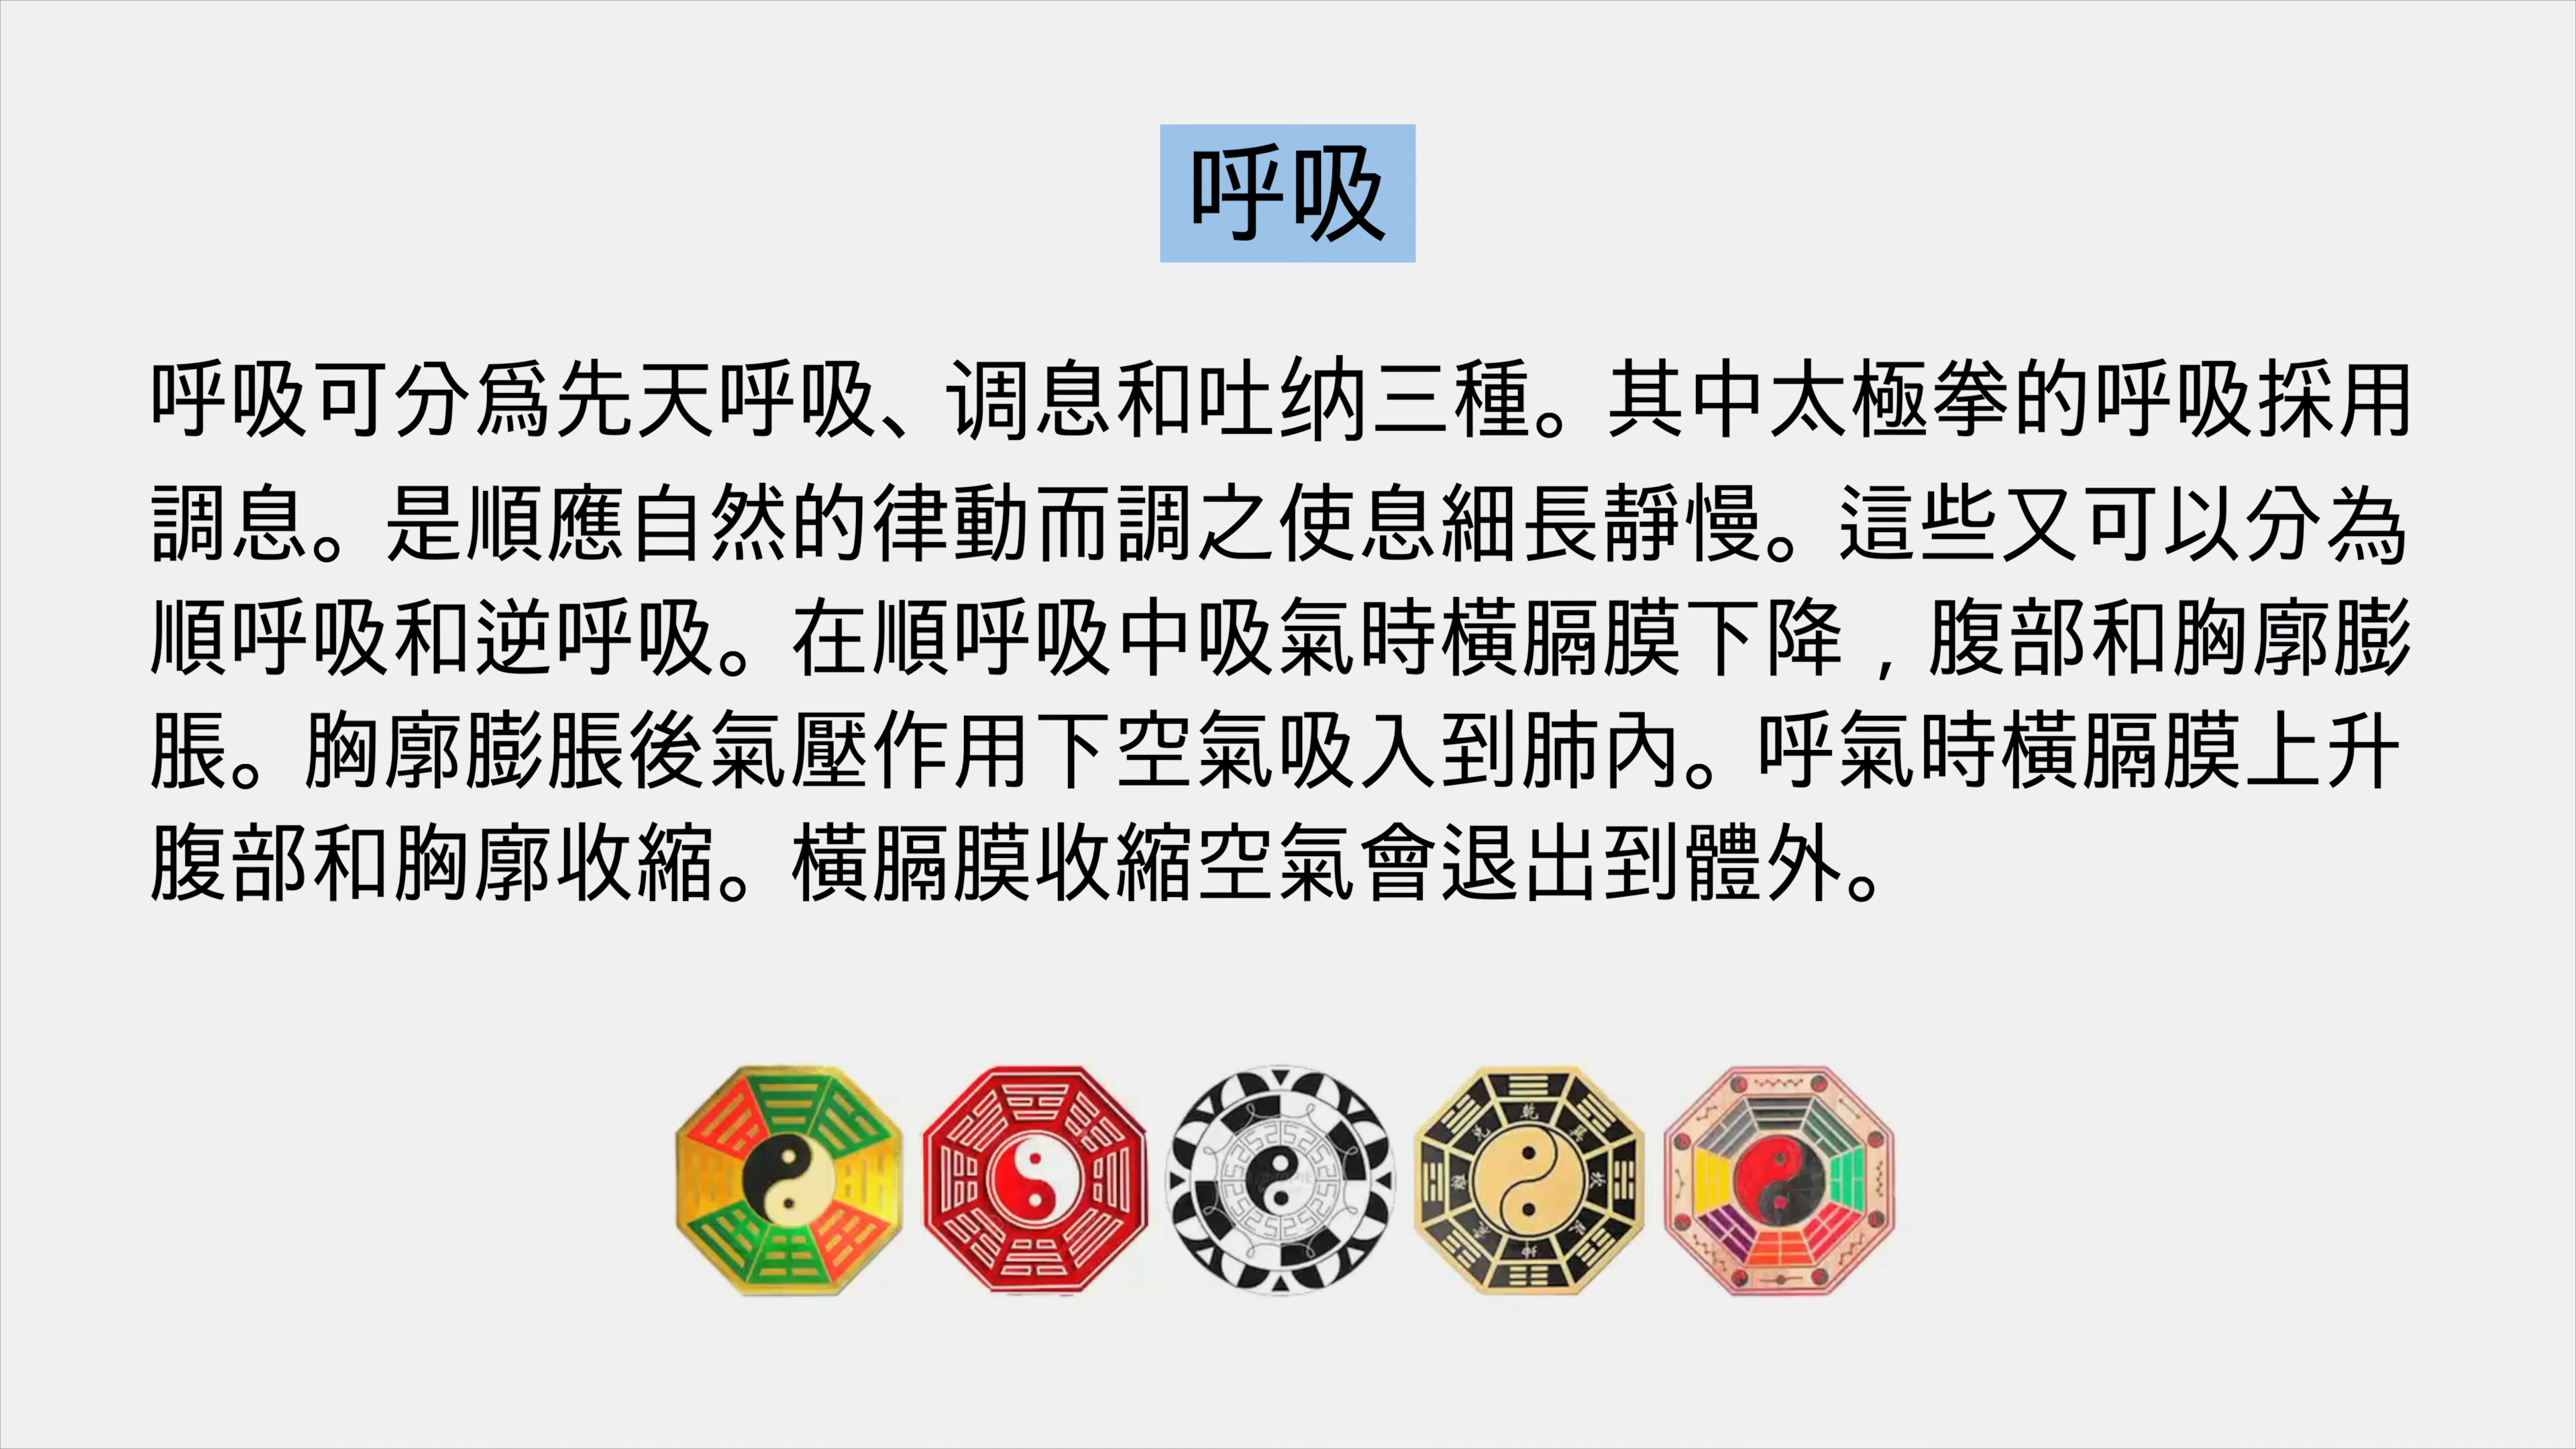 呼吸
呼吸可分爲先天呼吸、调息和吐纳三種。其中太極拳的呼吸採用
調息。是順應自然的律動而調之使息細長靜慢。這些又可以分為
順呼吸和逆呼吸。在順呼吸中吸氣時橫膈膜下降，腹部和胸廓膨
脹。胸廓膨脹後氣壓作用下空氣吸入到肺內。呼氣時橫膈膜上升
腹部和胸廓收縮。橫膈膜收縮空氣會退出到體外。
乾
兌
巽
坎